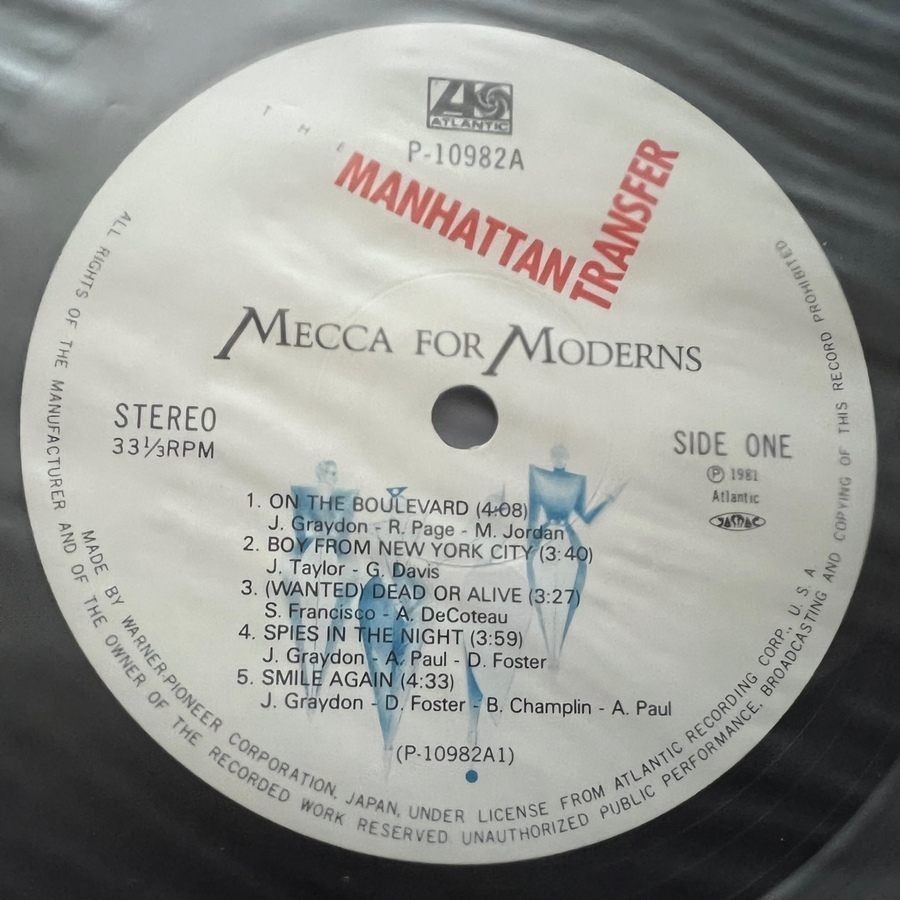 ATLANTIC
P-10982A
THE
MANHATTAN
TRANSFER
MECCA FOR MODERNS
STEREO
33⅓RPM
SIDE ONE
Ⓟ 1981
Atlantic
JASRAC
1. ON THE BOULEVARD (4:08)
J. Graydon - R. Page - M. Jordan
2. BOY FROM NEW YORK CITY (3:40)
J. Taylor - G. Davis
3. (WANTED) DEAD OR ALIVE (3:27)
S. Francisco - A. DeCoteau
4. SPIES IN THE NIGHT (3:59)
J. Graydon - A. Paul - D. Foster
5. SMILE AGAIN (4:33)
J. Graydon - D. Foster - B. Champlin - A. Paul
(P-10982A1)
MADE BY WARNER-PIONEER CORPORATION, JAPAN, UNDER LICENSE FROM ATLANTIC RECORDING CORP., U. S. A.
ALL RIGHTS OF THE MANUFACTURER AND OF THE OWNER OF THE RECORDED WORK RESERVED. UNAUTHORIZED PUBLIC PERFORMANCE, BROADCASTING AND COPYING OF THIS RECORD PROHIBITED